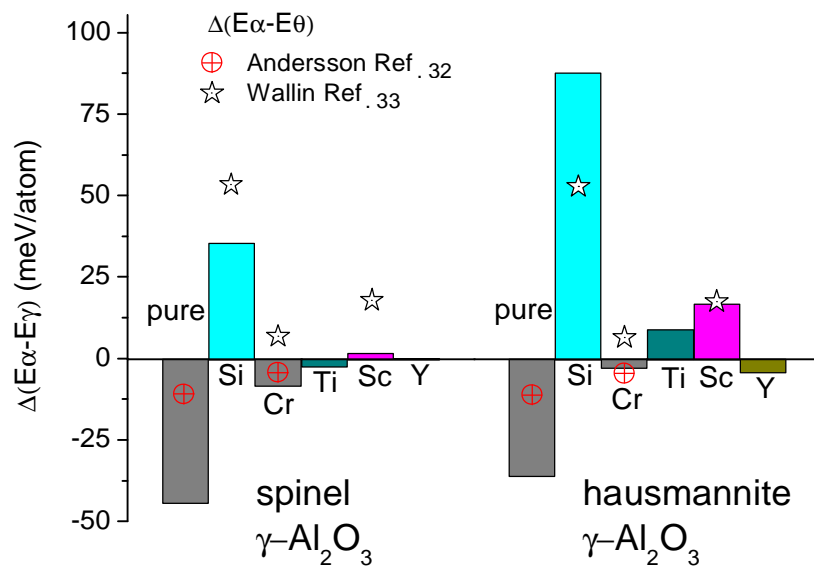 Δ(Eα-Eθ)
Andersson Ref. 32
Wallin Ref. 33
Δ(Eα-Eγ) (meV/atom)
100
75
50
25
0
-25
-50
pure
Si
Cr
Ti
Sc
Y
pure
Si
Cr
Ti
Sc
Y
spinel
γ–Al2O3
hausmannite
γ–Al2O3